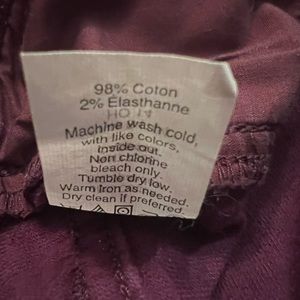 98% Coton
2% Élasthanne
HO 14
Machine wash cold,
with like colors,
inside out.
Non chlorine
bleach only.
Tumble dry low.
Warm Iron as needed.
Dry clean if preferred.